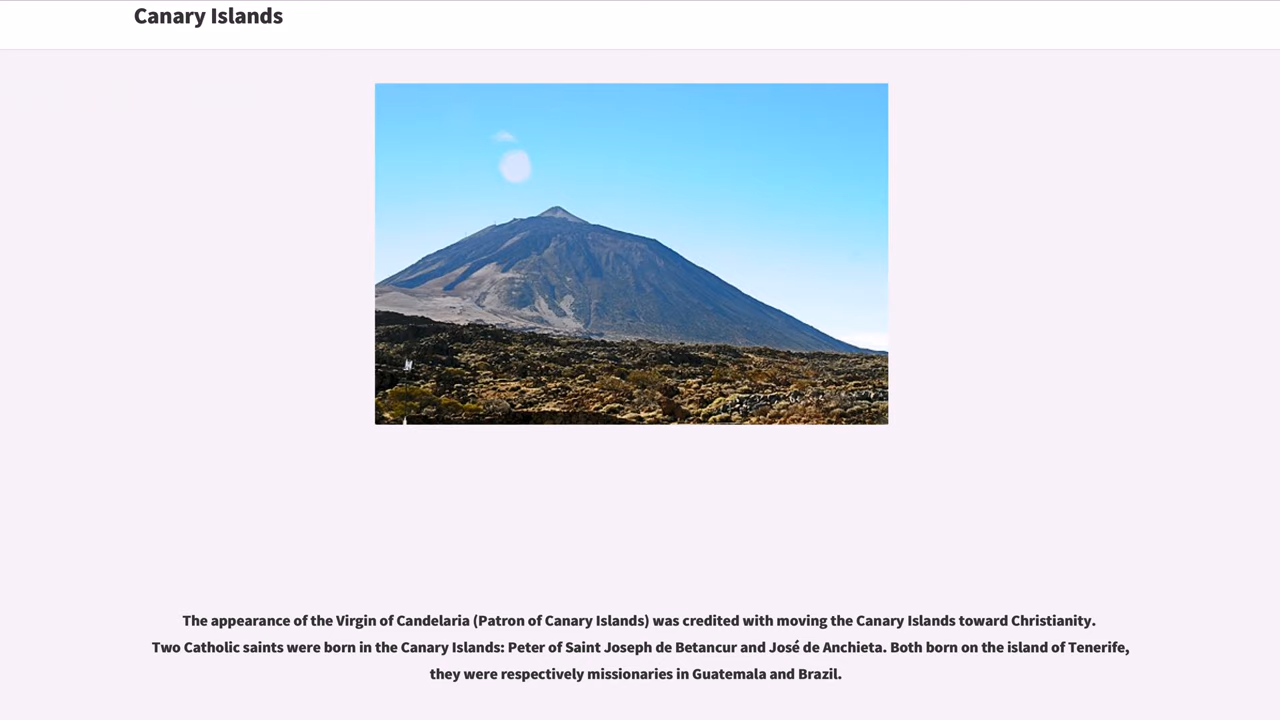 Canary Islands
The appearance of the Virgin of Candelaria (Patron of Canary Islands) was credited with moving the Canary Islands toward Christianity.
Two Catholic saints were born in the Canary Islands: Peter of Saint Joseph de Betancur and José de Anchieta. Both born on the island of Tenerife,
they were respectively missionaries in Guatemala and Brazil.